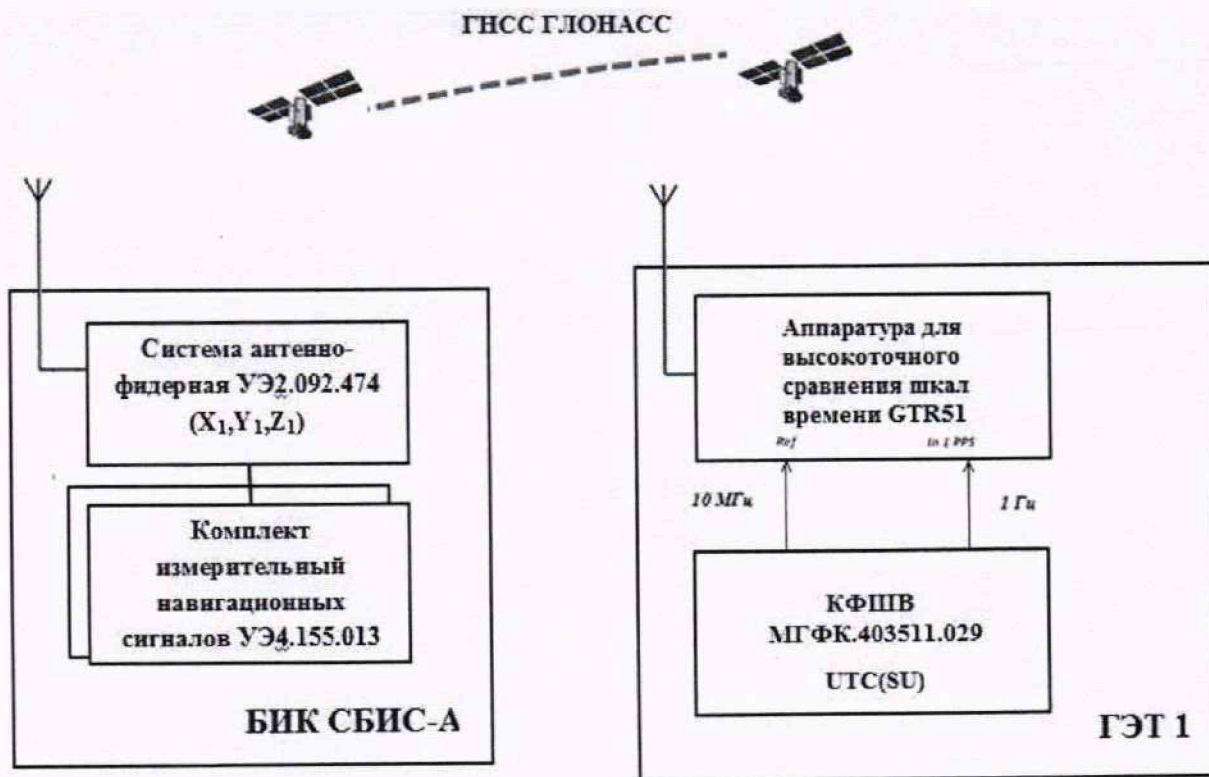 ГНСС ГЛОНАСС
Система антенно-
фидерная УЭ2.092.474
(X1,Y1,Z1)
Комплект
измерительный
навигационных
сигналов УЭ4.155.013
БИК СБИС-А
Аппаратура для
высокоточного
сравнения шкал
времени GTR51
Ref
In 1 PPS
10 МГц
1 Гц
КФШВ
МГФК.403511.029
UTC(SU)
ГЭТ 1